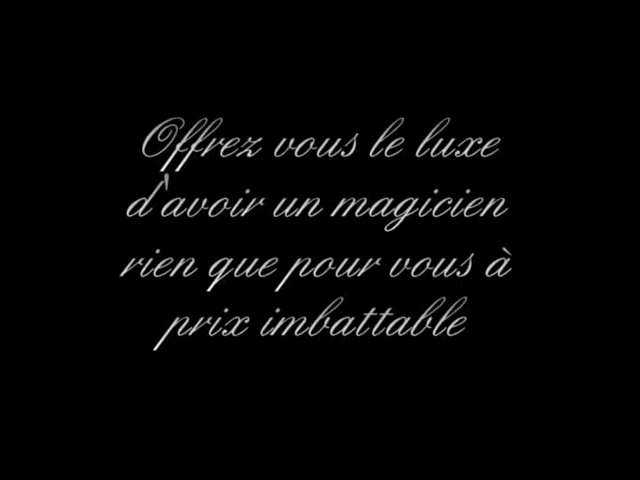 Offrez vous le luxe
d'avoir un magicien
rien que pour vous à
prix imbattable